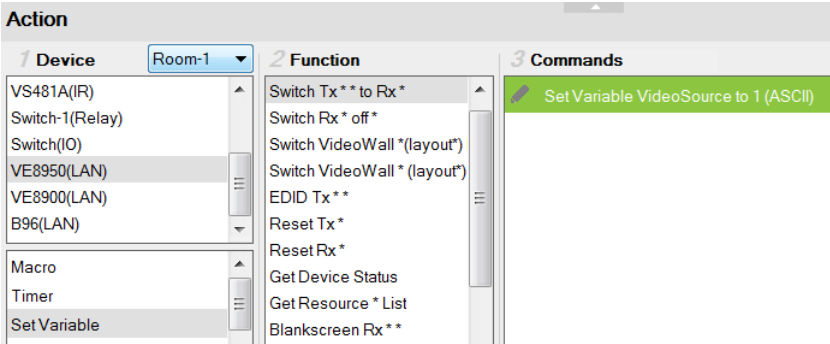 Action
1 Device
Room-1
VS481A(IR)
Switch-1(Relay)
Switch(IO)
VE8950(LAN)
VE8900(LAN)
B96(LAN)
Macro
Timer
Set Variable
2 Function
Switch Tx * * to Rx *
Switch Rx * off *
Switch VideoWall *(layout*)
Switch VideoWall * (layout*)
EDID Tx * *
Reset Tx *
Reset Rx *
Get Device Status
Get Resource * List
Blankscreen Rx * *
3 Commands
Set Variable VideoSource to 1 (ASCII)